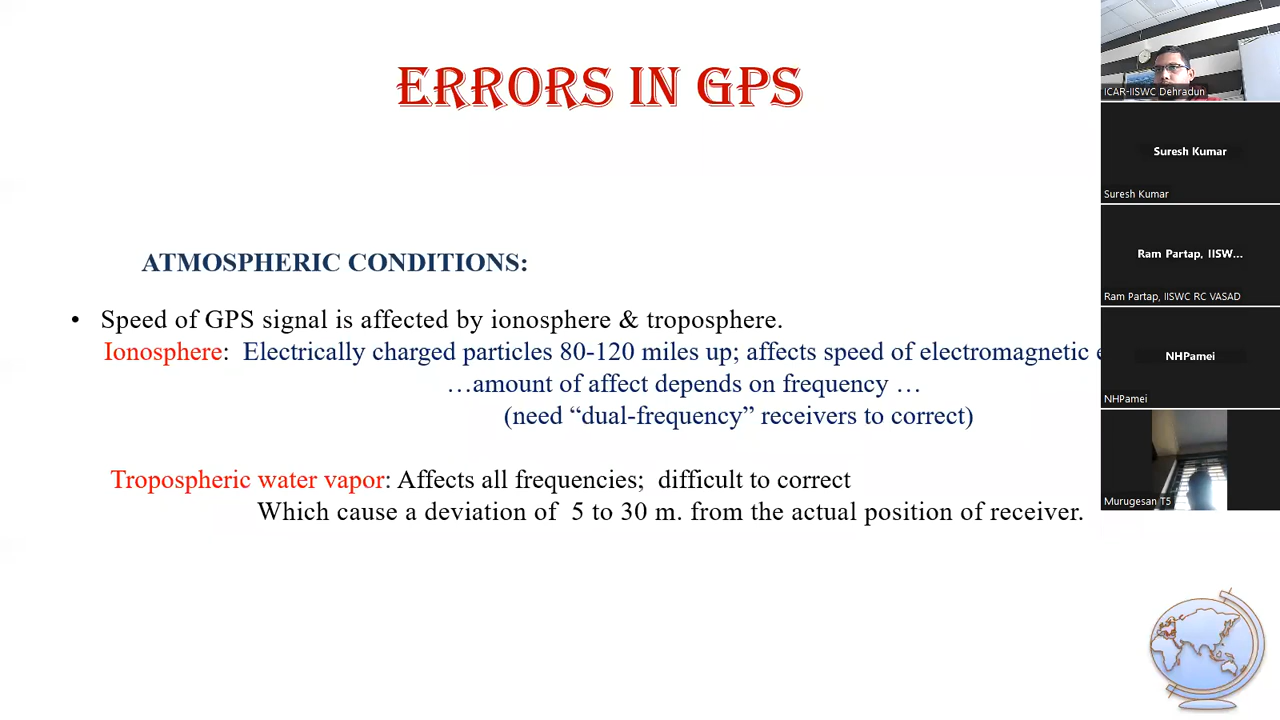 ERRORS IN GPS
ATMOSPHERIC CONDITIONS:
• Speed of GPS signal is affected by ionosphere & troposphere.
Ionosphere: Electrically charged particles 80-120 miles up; affects speed of electromagnetic
…amount of affect depends on frequency …
(need “dual-frequency” receivers to correct)
Tropospheric water vapor: Affects all frequencies; difficult to correct
Which cause a deviation of 5 to 30 m. from the actual position of receiver.
ICAR-IISWC Dehradun
Suresh Kumar
Suresh Kumar
Ram Partap, IISW...
Ram Partap, IISWC RC VASAD
NHPamei
NHPamei
Murugesan T5